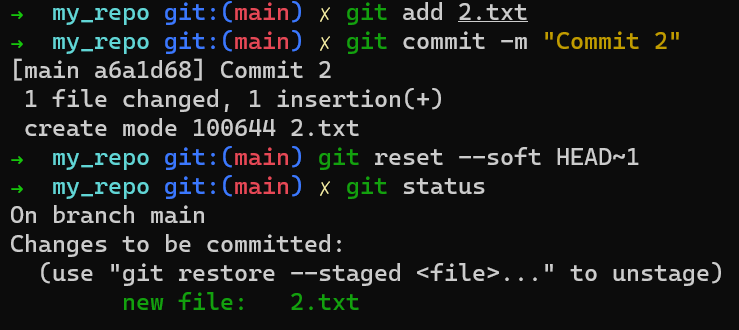 → my_repo git:(main) ✗ git add 2.txt
→ my_repo git:(main) ✗ git commit -m "Commit 2"
[main a6a1d68] Commit 2
 1 file changed, 1 insertion(+)
 create mode 100644 2.txt
→ my_repo git:(main) git reset --soft HEAD~1
→ my_repo git:(main) ✗ git status
On branch main
Changes to be committed:
  (use "git restore --staged <file>..." to unstage)
        new file:   2.txt